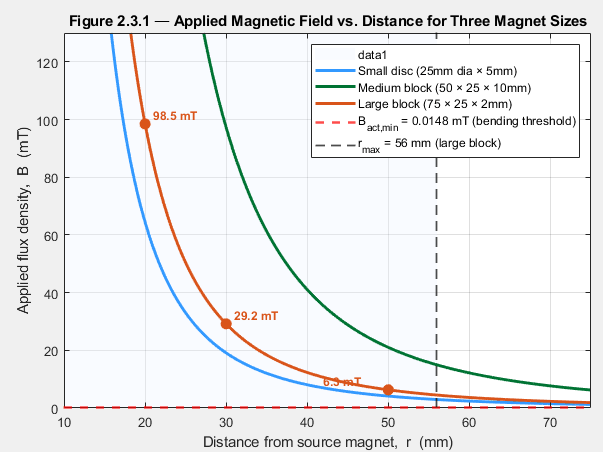 Figure 2.3.1 — Applied Magnetic Field vs. Distance for Three Magnet Sizes
data1
Small disc (25mm dia × 5mm)
Medium block (50 × 25 × 10mm)
Large block (75 × 25 × 2mm)
B_act,min = 0.0148 mT (bending threshold)
r_max = 56 mm (large block)
98.5 mT
29.2 mT
6.3 mT
Applied flux density, B (mT)
120
100
80
60
40
20
0
10 20 30 40 50 60 70
Distance from source magnet, r (mm)